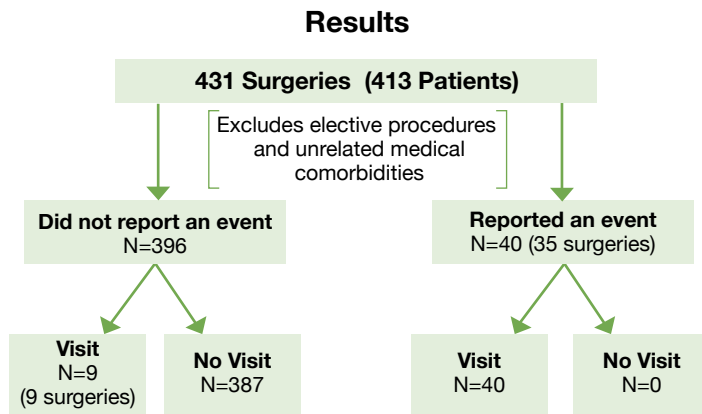 Results
431 Surgeries (413 Patients)
Excludes elective procedures
and unrelated medical
comorbidities
Did not report an event
N=396
Reported an event
N=40 (35 surgeries)
Visit
N=9
(9 surgeries)
No Visit
N=387
Visit
N=40
No Visit
N=0